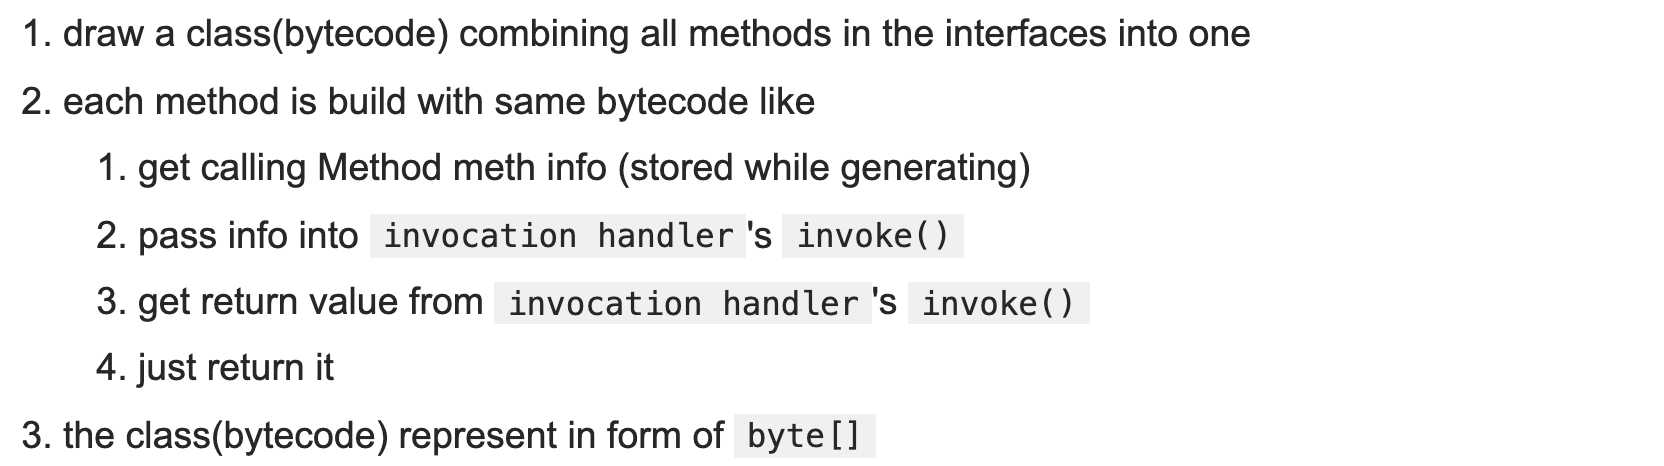 1. draw a class(bytecode) combining all methods in the interfaces into one
2. each method is build with same bytecode like
1. get calling Method meth info (stored while generating)
2. pass info into invocation handler 's invoke()
3. get return value from invocation handler 's invoke()
4. just return it
3. the class(bytecode) represent in form of byte[]